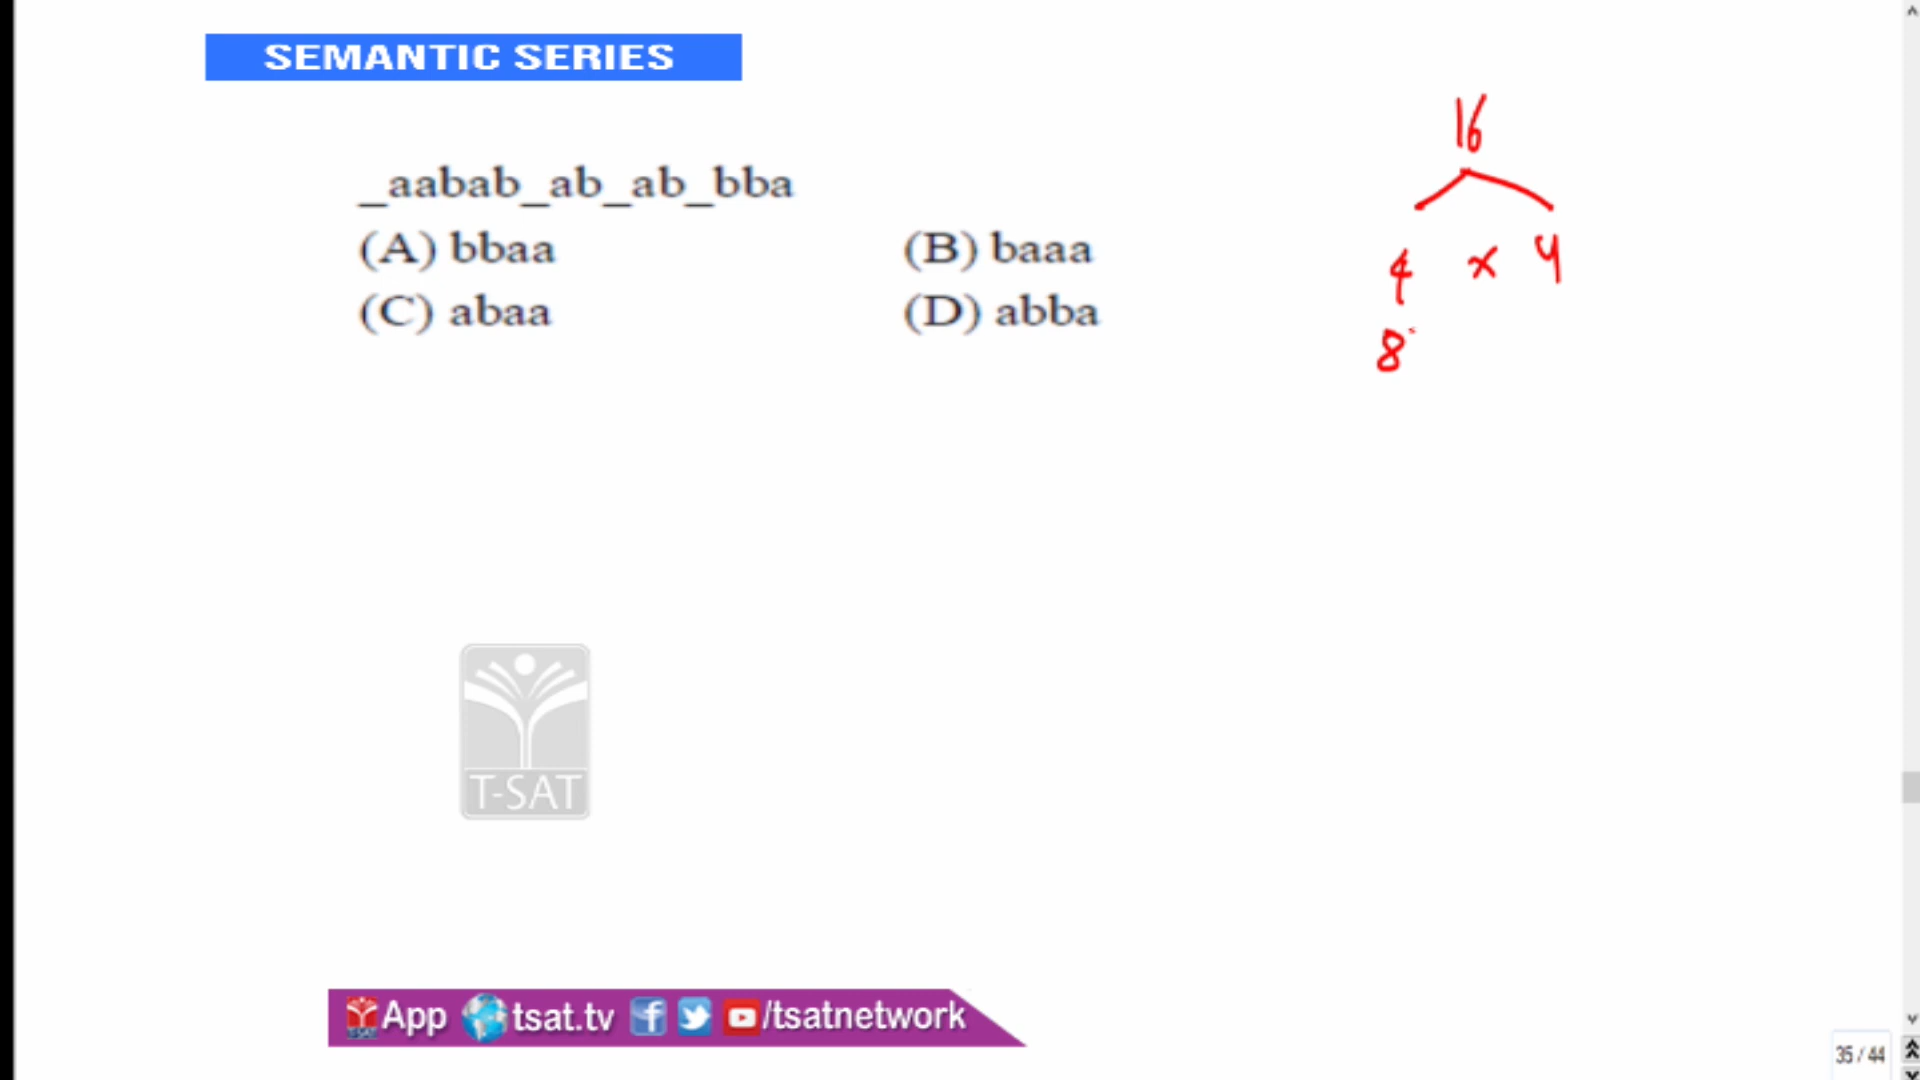 SEMANTIC SERIES
16
_aabab_ab_ab_bba
(A) bbaa (B) baaa
4 x 4
(C) abaa (D) abba
8
T-SAT
App tsat.tv /tsatnetwork
35 / 44